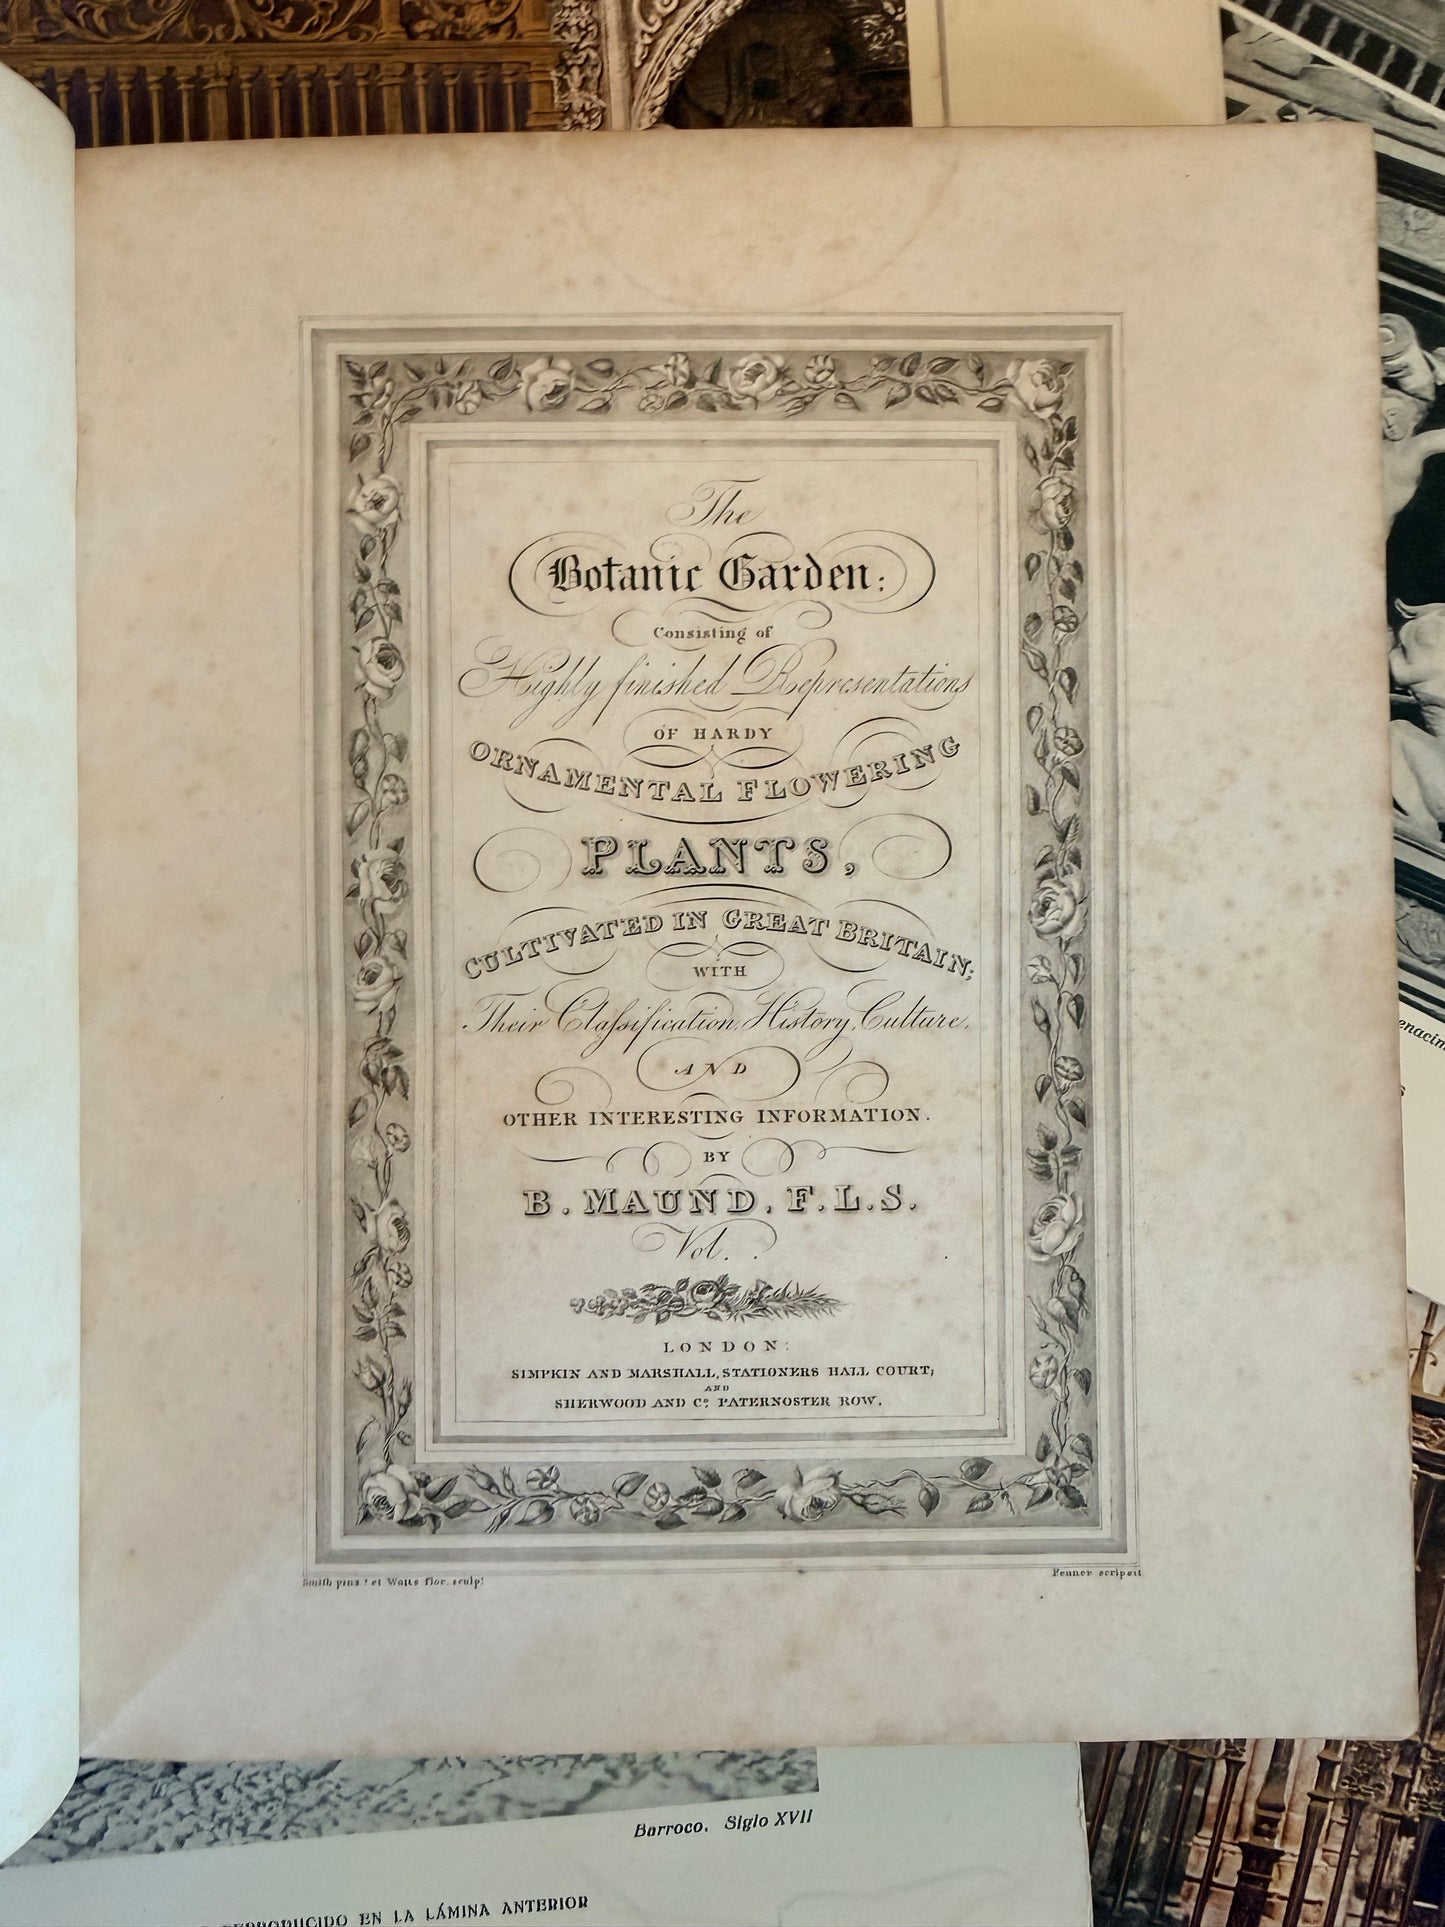 The
Botanic Garden:
Consisting of
Highly finished Representations
OF HARDY
ORNAMENTAL FLOWERING
PLANTS,
CULTIVATED IN GREAT BRITAIN;
WITH
Their Claſsification, History, Culture,
AND
OTHER INTERESTING INFORMATION.
BY
B. MAUND, F.L.S.
Vol. .
LONDON:
SIMPKIN AND MARSHALL, STATIONERS HALL COURT;
AND
SHERWOOD AND Co. PATERNOSTER ROW.
Smith pinx! et Watts flor. sculp!
Fenner scripsit
Barroco. Siglo XVII
EN LA LÁMINA ANTERIOR